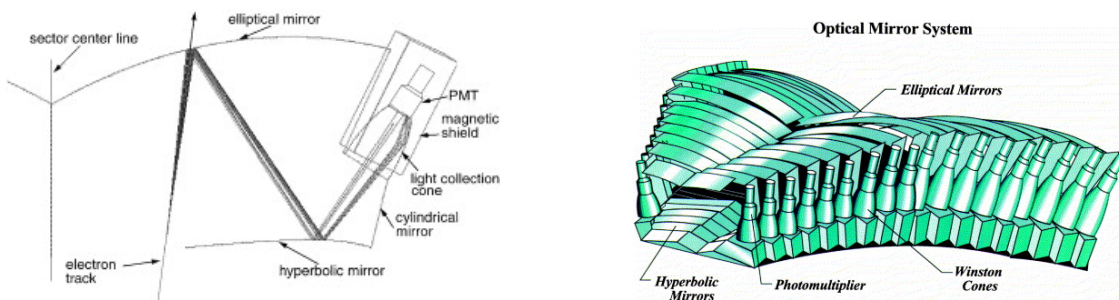 elliptical mirror
sector center line
PMT
magnetic
shield
light collection
cone
cylindrical
mirror
hyperbolic mirror
electron
track
Optical Mirror System
Elliptical Mirrors
Hyperbolic
Mirrors
Photomultiplier
Winston
Cones